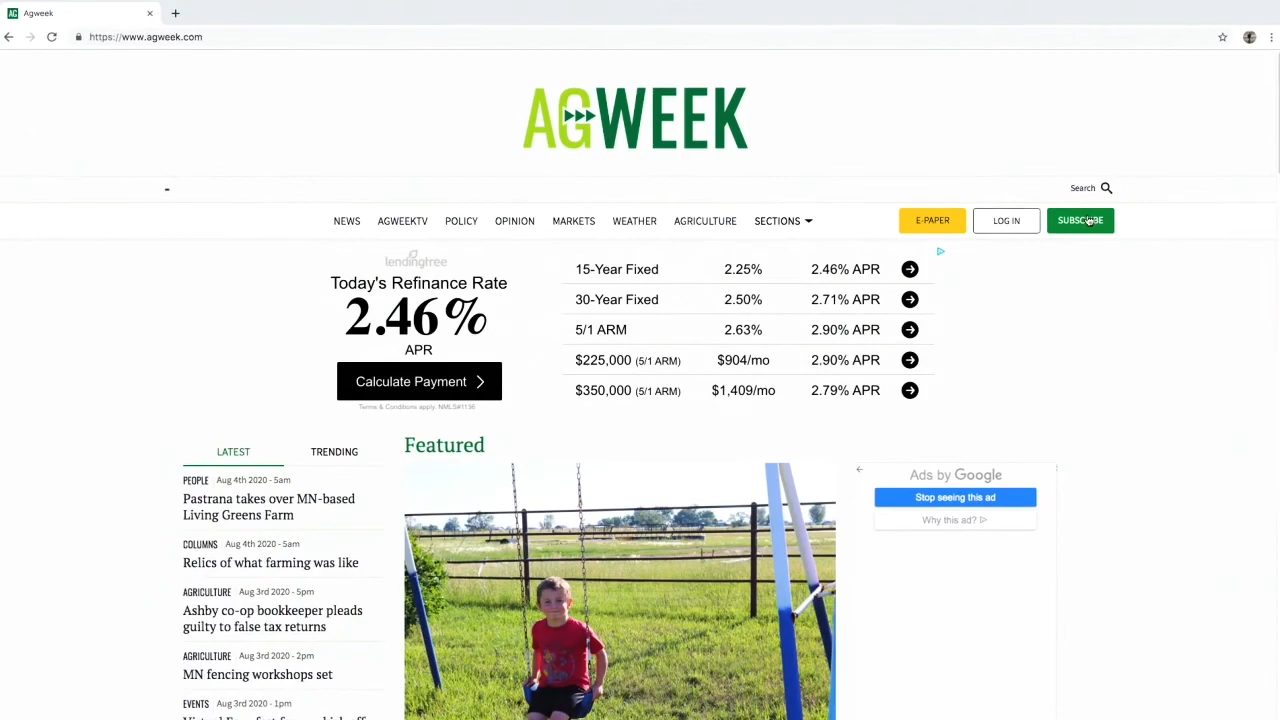 Agweek
https://www.agweek.com
AGWEEK
Search
NEWS AGWEEKTV POLICY OPINION MARKETS WEATHER AGRICULTURE SECTIONS E-PAPER LOG IN SUBSCRIBE
lendingtree
Today's Refinance Rate
2.46%
APR
Calculate Payment
Terms & Conditions apply. NMLS#1136
15-Year Fixed 2.25% 2.46% APR
30-Year Fixed 2.50% 2.71% APR
5/1 ARM 2.63% 2.90% APR
$225,000 (5/1 ARM) $904/mo 2.90% APR
$350,000 (5/1 ARM) $1,409/mo 2.79% APR
LATEST TRENDING
PEOPLE Aug 4th 2020 - 5am
Pastrana takes over MN-based
Living Greens Farm
COLUMNS Aug 4th 2020 - 5am
Relics of what farming was like
AGRICULTURE Aug 3rd 2020 - 5pm
Ashby co-op bookkeeper pleads
guilty to false tax returns
AGRICULTURE Aug 3rd 2020 - 2pm
MN fencing workshops set
EVENTS Aug 3rd 2020 - 1pm
Featured
Ads by Google
Stop seeing this ad
Why this ad?